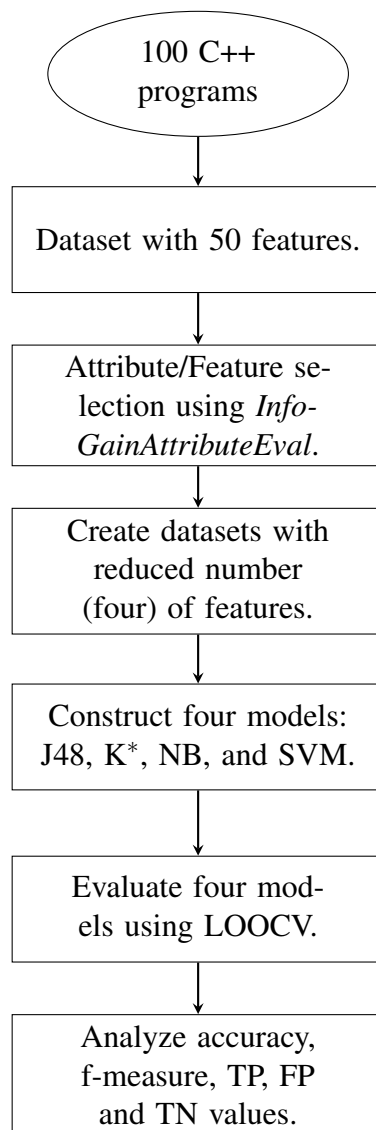 100 C++
programs
Dataset with 50 features.
Attribute/Feature se-
lection using Info-
GainAttributeEval.
Create datasets with
reduced number
(four) of features.
Construct four models:
J48, K*, NB, and SVM.
Evaluate four mod-
els using LOOCV.
Analyze accuracy,
f-measure, TP, FP
and TN values.